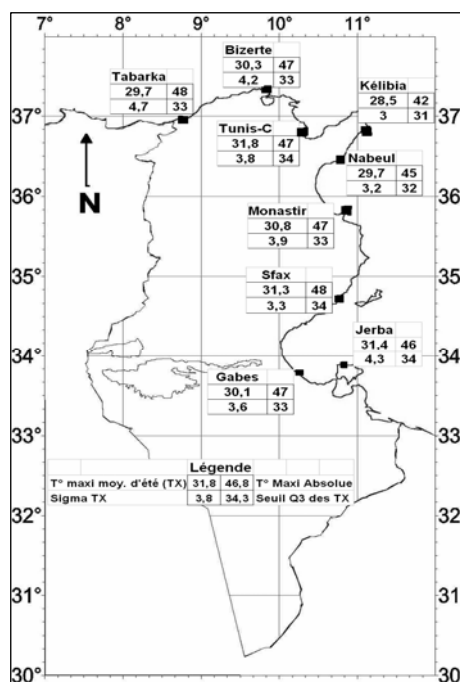 7° 8° 9° 10° 11°
Bizerte
30,3 47
4,2 33
Tabarka
29,7 48
4,7 33
Kélibia
28,5 42
3 31
37° 37°
Tunis-C
31,8 47
3,8 34
Nabeul
29,7 45
3,2 32
N
36° 36°
Monastir
30,8 47
3,9 33
35° 35°
Sfax
31,3 48
3,3 34
Jerba
31,4 46
4,3 34
34° 34°
Gabes
30,1 47
3,6 33
33° 33°
Légende
T° maxi moy. d'été (TX) 31,8 46,8 T° Maxi Absolue
Sigma TX 3,8 34,3 Seuil Q3 des TX
32° 32°
31° 31°
30° 30°
7° 8° 9° 10° 11°